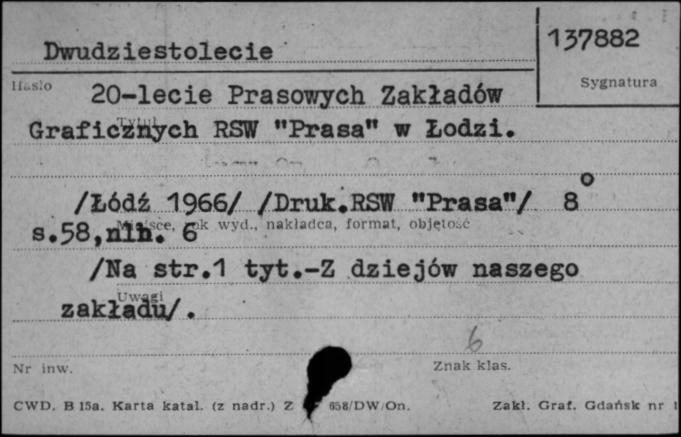 Dwudziestolecie
137882
Hasło
Sygnatura
20-lecie Prasowych Zakładów
Tytuł
Graficznych RSW "Prasa" w Łodzi.
/Łódź 1966/ /Druk.RSW "Prasa"/ 8°
Miejsce, rok wyd., nakładca, format, objętość
s.58,nlb. 6
/Na str.1 tyt.-Z dziejów naszego
Uwagi
zakładu/.
6
Nr inw.
Znak klas.
CWD. B 15a. Karta katal. (z nadr.) Z 658/DW/On.
Zakł. Graf. Gdańsk nr 1